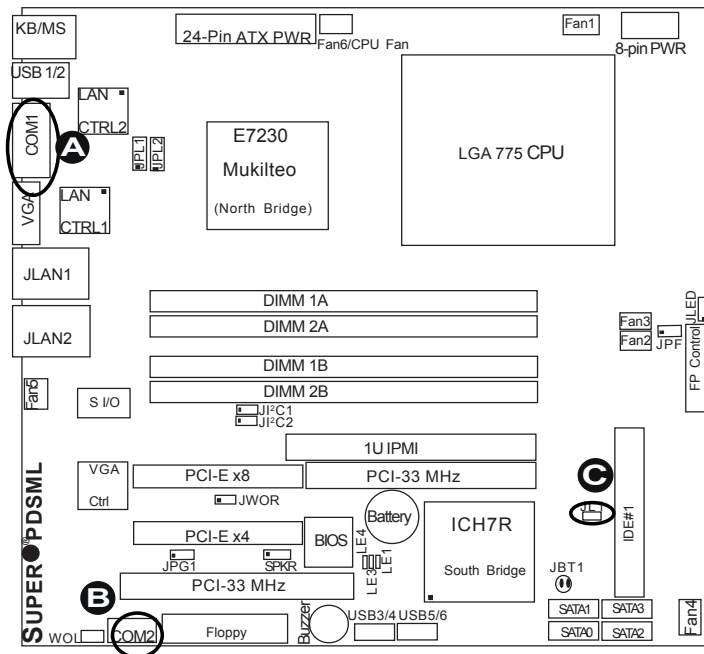 KB/MS
24-Pin ATX PWR
Fan6/CPU Fan
Fan1
8-pin PWR
USB 1/2
LAN
CTRL2
COM1
A
JPL1
JPL2
E7230
Mukilteo
(North Bridge)
LGA 775 CPU
VGA
LAN
CTRL1
JLAN1
JLAN2
DIMM 1A
DIMM 2A
DIMM 1B
DIMM 2B
Fan3
Fan2
JPF
JLED
FP Control
Fan5
S I/O
JI²C1
JI²C2
1U IPMI
VGA
Ctrl
PCI-E x8
PCI-33 MHz
JWOR
Battery
ICH7R
South Bridge
C
JL
IDE#1
PCI-E x4
BIOS
LE4
LE3
LE1
JPG1
SPKR
JBT1
PCI-33 MHz
SUPER®PDSML
B
WOL
COM2
Floppy
Buzzer
USB3/4
USB5/6
SATA1
SATA3
SATA0
SATA2
Fan4